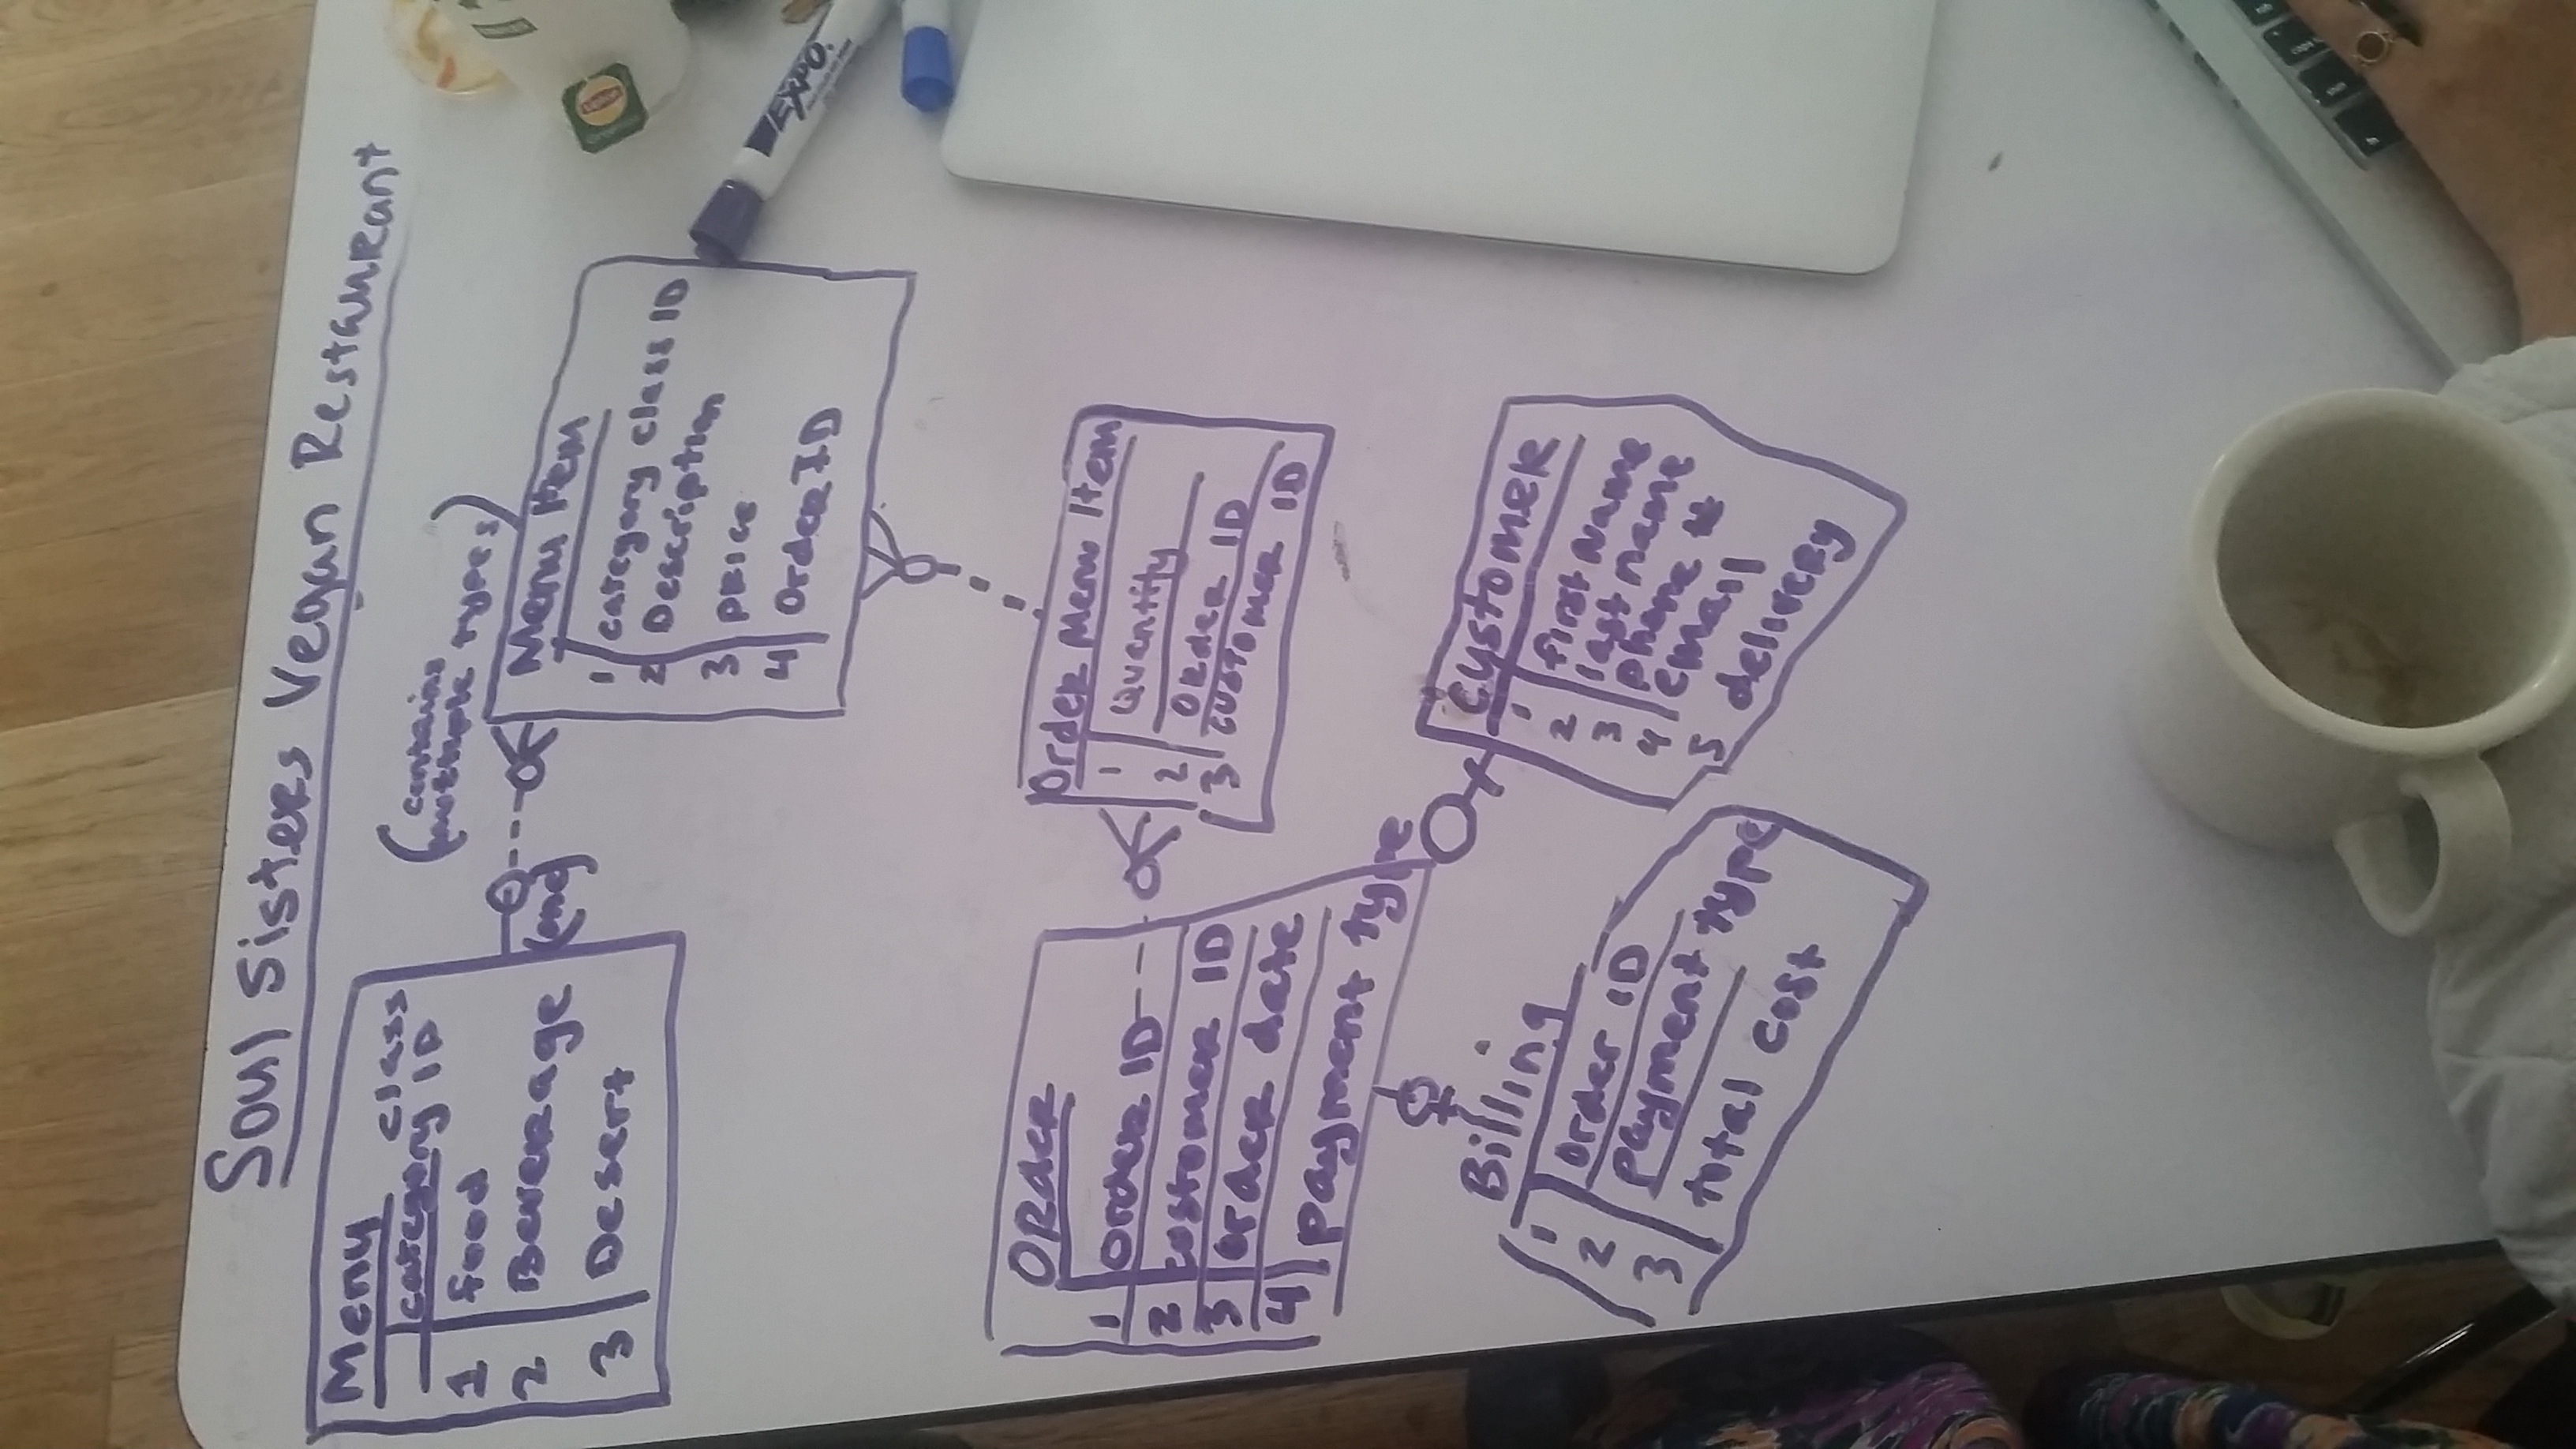 Soul Sisters Vegan Restaurant
(contains
multiple types)
(and)
Menu
category class ID
1 food
2 Beverage
3 Desert
Menu Item
1 category class ID
2 Description
3 price
4 Order ID
Order
1 Order ID
2 customer ID
3 order date
4 payment type
Order Menu Item
1 Quantity
2 Order ID
3 customer ID
Customer
1 first name
2 last name
3 phone #
4 email
5 delivery
Billing
1 order ID
2 payment type
3 total cost
EXPO
Lipton